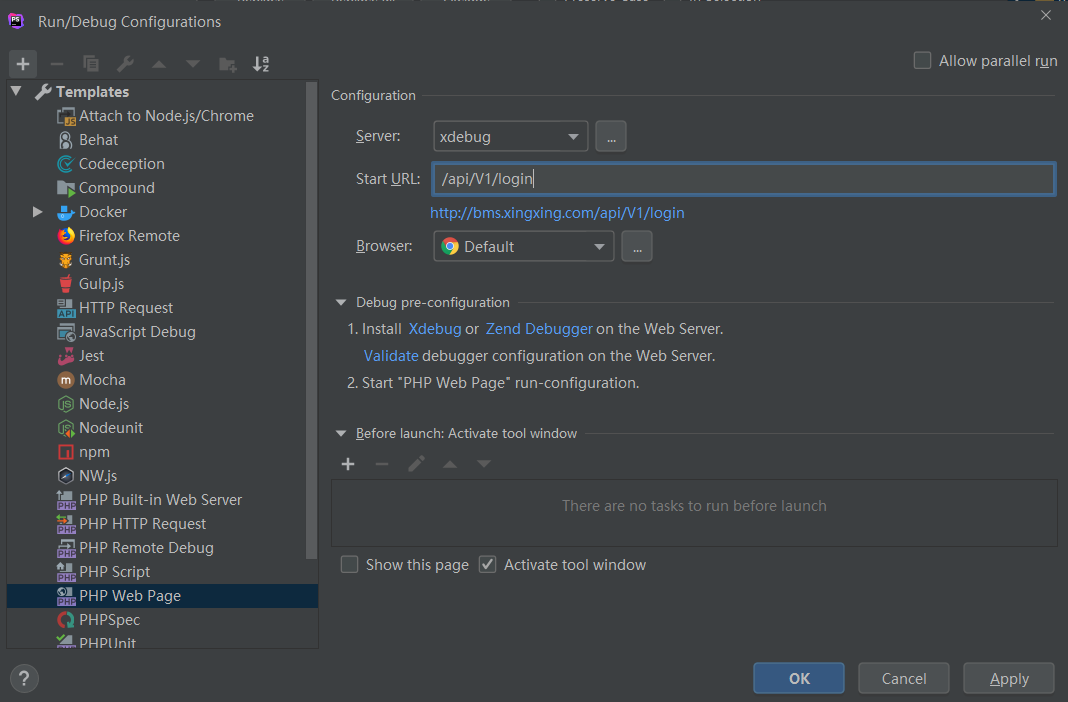 Run/Debug Configurations
Allow parallel run
Templates
Attach to Node.js/Chrome
Behat
Codeception
Compound
Docker
Firefox Remote
Grunt.js
Gulp.js
HTTP Request
JavaScript Debug
Jest
Mocha
Node.js
Nodeunit
npm
NW.js
PHP Built-in Web Server
PHP HTTP Request
PHP Remote Debug
PHP Script
PHP Web Page
PHPSpec
PHPUnit
Configuration
Server: xdebug ...
Start URL: /api/V1/login
http://bms.xingxing.com/api/V1/login
Browser: Default ...
Debug pre-configuration
1. Install Xdebug or Zend Debugger on the Web Server.
Validate debugger configuration on the Web Server.
2. Start "PHP Web Page" run-configuration.
Before launch: Activate tool window
There are no tasks to run before launch
Show this page Activate tool window
? OK Cancel Apply